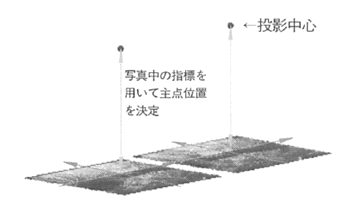 ←投影中心
写真中の指標を
用いて主点位置
を決定